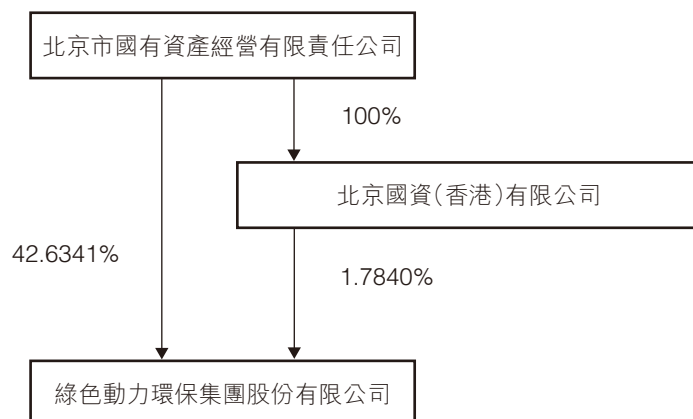 北京市國有資產經營有限責任公司
100%
北京國資(香港)有限公司
42.6341%
1.7840%
綠色動力環保集團股份有限公司